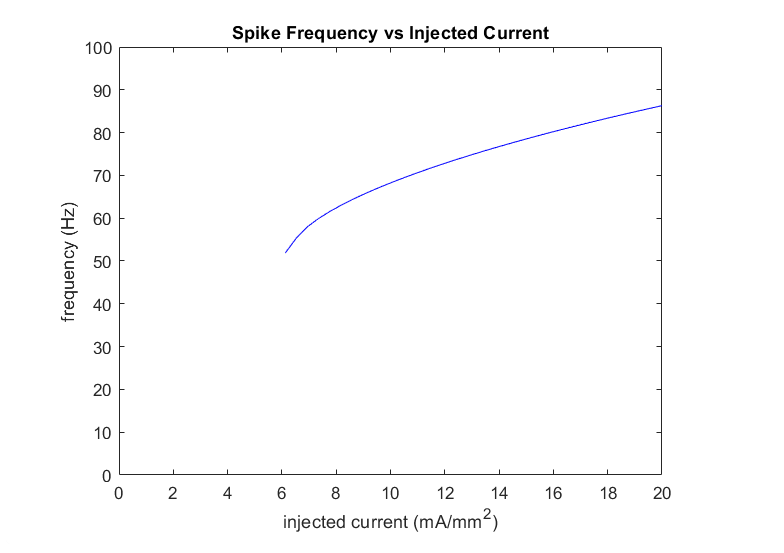 Spike Frequency vs Injected Current
100
90
80
70
60
50
40
30
20
10
0
frequency (Hz)
0 2 4 6 8 10 12 14 16 18 20
injected current (mA/mm²)